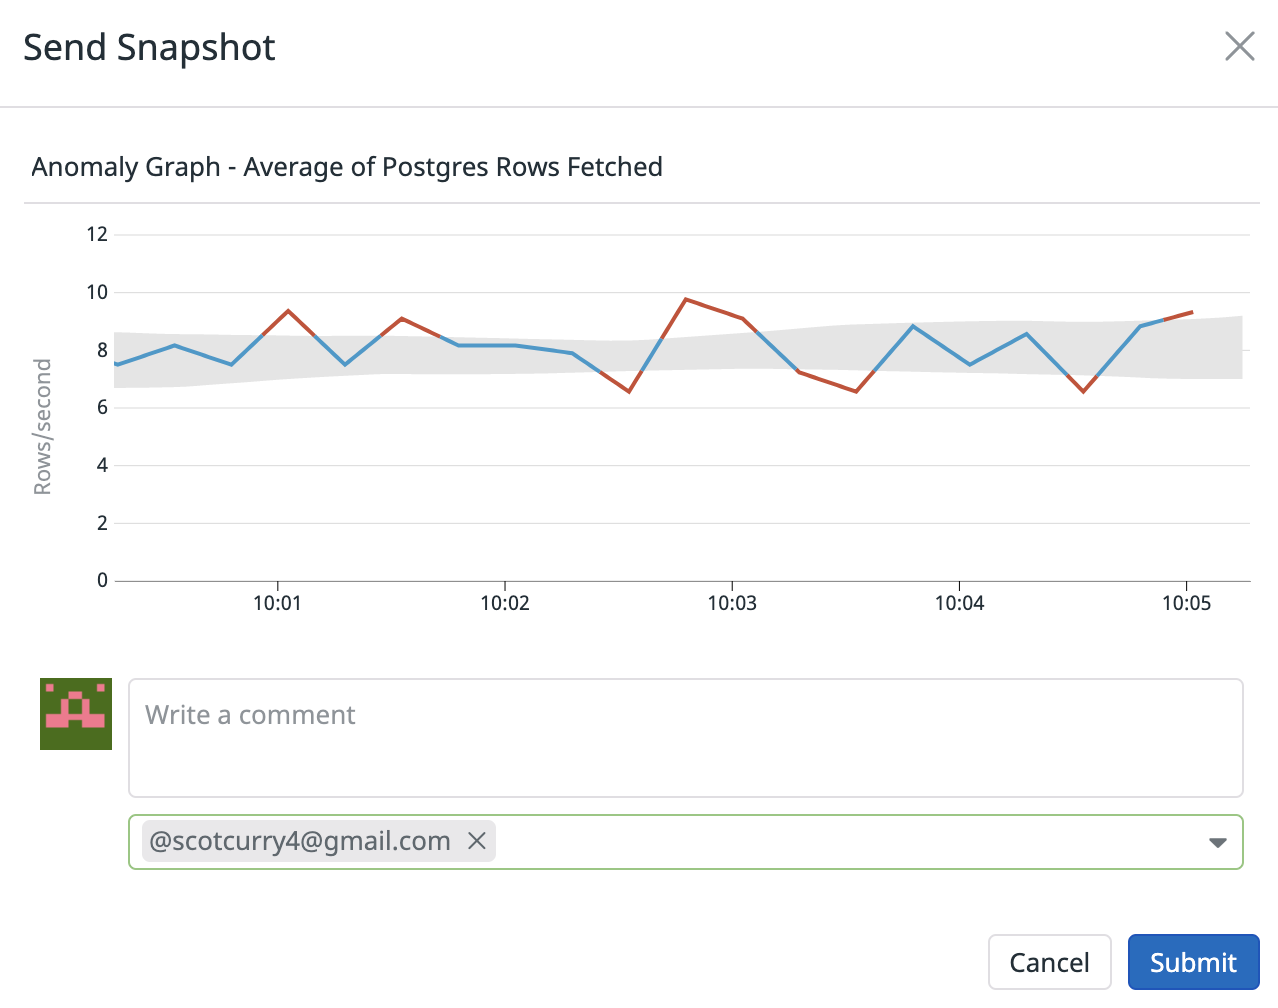 Send Snapshot
Anomaly Graph - Average of Postgres Rows Fetched
Rows/second
12
10
8
6
4
2
0
10:01 10:02 10:03 10:04 10:05
Write a comment
@scotcurry4@gmail.com
Cancel Submit